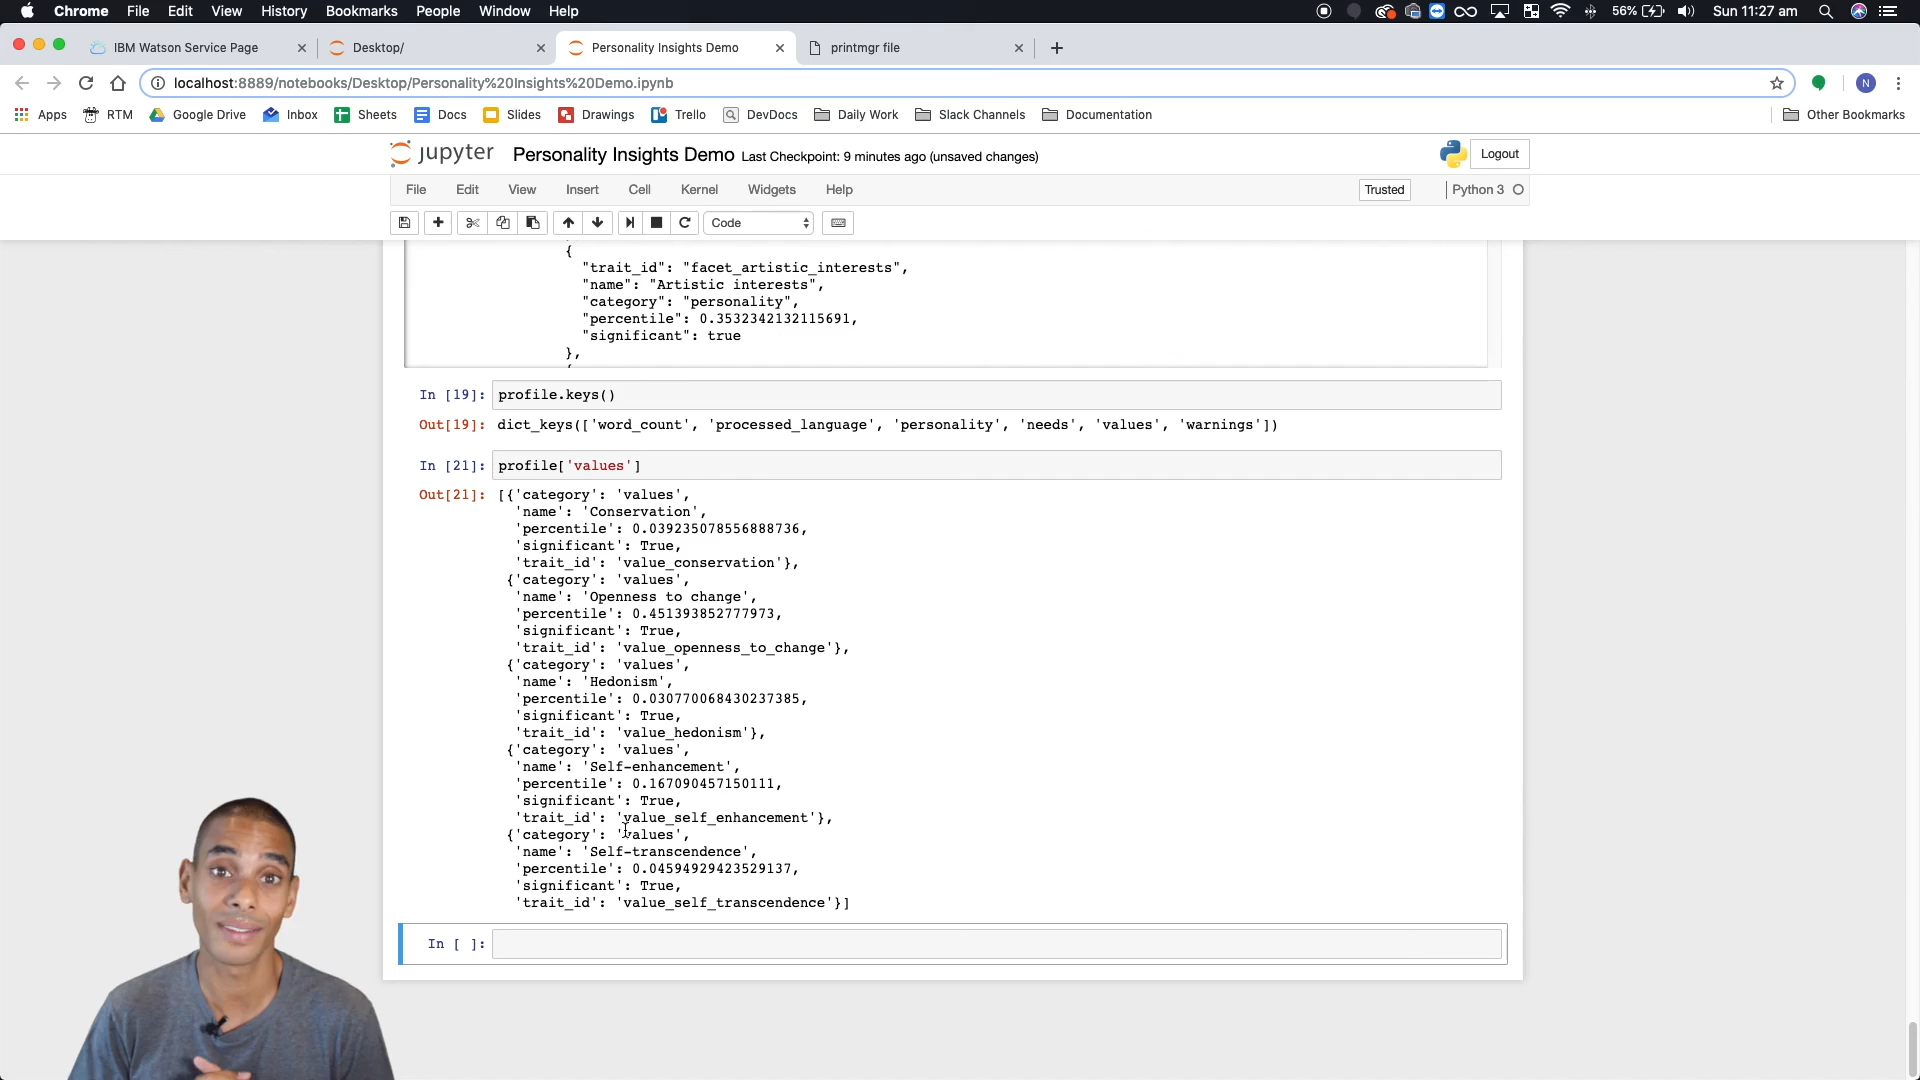 Chrome File Edit View History Bookmarks People Window Help 56% Sun 11:27 am
IBM Watson Service Page Desktop/ Personality Insights Demo printmgr file
localhost:8889/notebooks/Desktop/Personality%20Insights%20Demo.ipynb N
Apps RTM Google Drive Inbox Sheets Docs Slides Drawings Trello DevDocs Daily Work Slack Channels Documentation Other Bookmarks
jupyter Personality Insights Demo Last Checkpoint: 9 minutes ago (unsaved changes) Logout
File Edit View Insert Cell Kernel Widgets Help Trusted Python 3
Code
{
"trait_id": "facet_artistic_interests",
"name": "Artistic interests",
"category": "personality",
"percentile": 0.3532342132115691,
"significant": true
},
In [19]: profile.keys()
Out[19]: dict_keys(['word_count', 'processed_language', 'personality', 'needs', 'values', 'warnings'])
In [21]: profile['values']
Out[21]: [{'category': 'values',
'name': 'Conservation',
'percentile': 0.039235078556888736,
'significant': True,
'trait_id': 'value_conservation'},
{'category': 'values',
'name': 'Openness to change',
'percentile': 0.451393852777973,
'significant': True,
'trait_id': 'value_openness_to_change'},
{'category': 'values',
'name': 'Hedonism',
'percentile': 0.030770068430237385,
'significant': True,
'trait_id': 'value_hedonism'},
{'category': 'values',
'name': 'Self-enhancement',
'percentile': 0.167090457150111,
'significant': True,
'trait_id': 'value_self_enhancement'},
{'category': 'values',
'name': 'Self-transcendence',
'percentile': 0.04594929423529137,
'significant': True,
'trait_id': 'value_self_transcendence'}]
In [ ]: